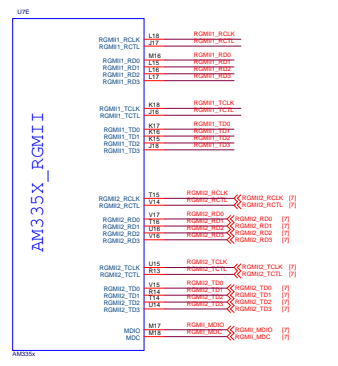 U7E
RGMII1_RCLK L18 RGMII1_RCLK
RGMII1_RCTL J17 RGMII1_RCTL
RGMII1_RD0 M16 RGMII1_RD0
RGMII1_RD1 L15 RGMII1_RD1
RGMII1_RD2 L16 RGMII1_RD2
RGMII1_RD3 L17 RGMII1_RD3
RGMII1_TCLK K18 RGMII1_TCLK
RGMII1_TCTL J16 RGMII1_TCTL
RGMII1_TD0 K17 RGMII1_TD0
RGMII1_TD1 K16 RGMII1_TD1
RGMII1_TD2 K15 RGMII1_TD2
RGMII1_TD3 J18 RGMII1_TD3
AM335X_RGMII
RGMII2_RCLK T15 RGMII2_RCLK RGMII2_RCLK [7]
RGMII2_RCTL V14 RGMII2_RCTL RGMII2_RCTL [7]
RGMII2_RD0 V17 RGMII2_RD0 RGMII2_RD0 [7]
RGMII2_RD1 T16 RGMII2_RD1 RGMII2_RD1 [7]
RGMII2_RD2 U16 RGMII2_RD2 RGMII2_RD2 [7]
RGMII2_RD3 V16 RGMII2_RD3 RGMII2_RD3 [7]
RGMII2_TCLK U15 RGMII2_TCLK RGMII2_TCLK [7]
RGMII2_TCTL R13 RGMII2_TCTL RGMII2_TCTL [7]
RGMII2_TD0 V15 RGMII2_TD0 RGMII2_TD0 [7]
RGMII2_TD1 R14 RGMII2_TD1 RGMII2_TD1 [7]
RGMII2_TD2 T14 RGMII2_TD2 RGMII2_TD2 [7]
RGMII2_TD3 U14 RGMII2_TD3 RGMII2_TD3 [7]
MDIO M17 RGMII_MDIO RGMII_MDIO [7]
MDC M18 RGMII_MDC RGMII_MDC [7]
AM335x